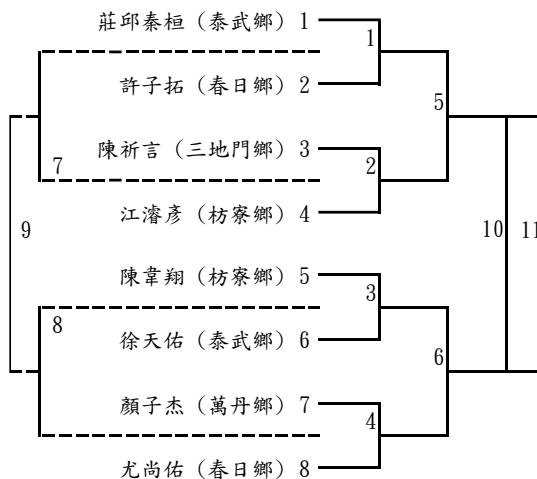 莊邱秦桓（泰武鄉）1
1
許子拓（春日鄉）2
5
陳祈言（三地門鄉）3
7
2
江濬彥（枋寮鄉）4
9
10
11
陳韋翔（枋寮鄉）5
3
8
徐天佑（泰武鄉）6
6
顏子杰（萬丹鄉）7
4
尤尚佑（春日鄉）8